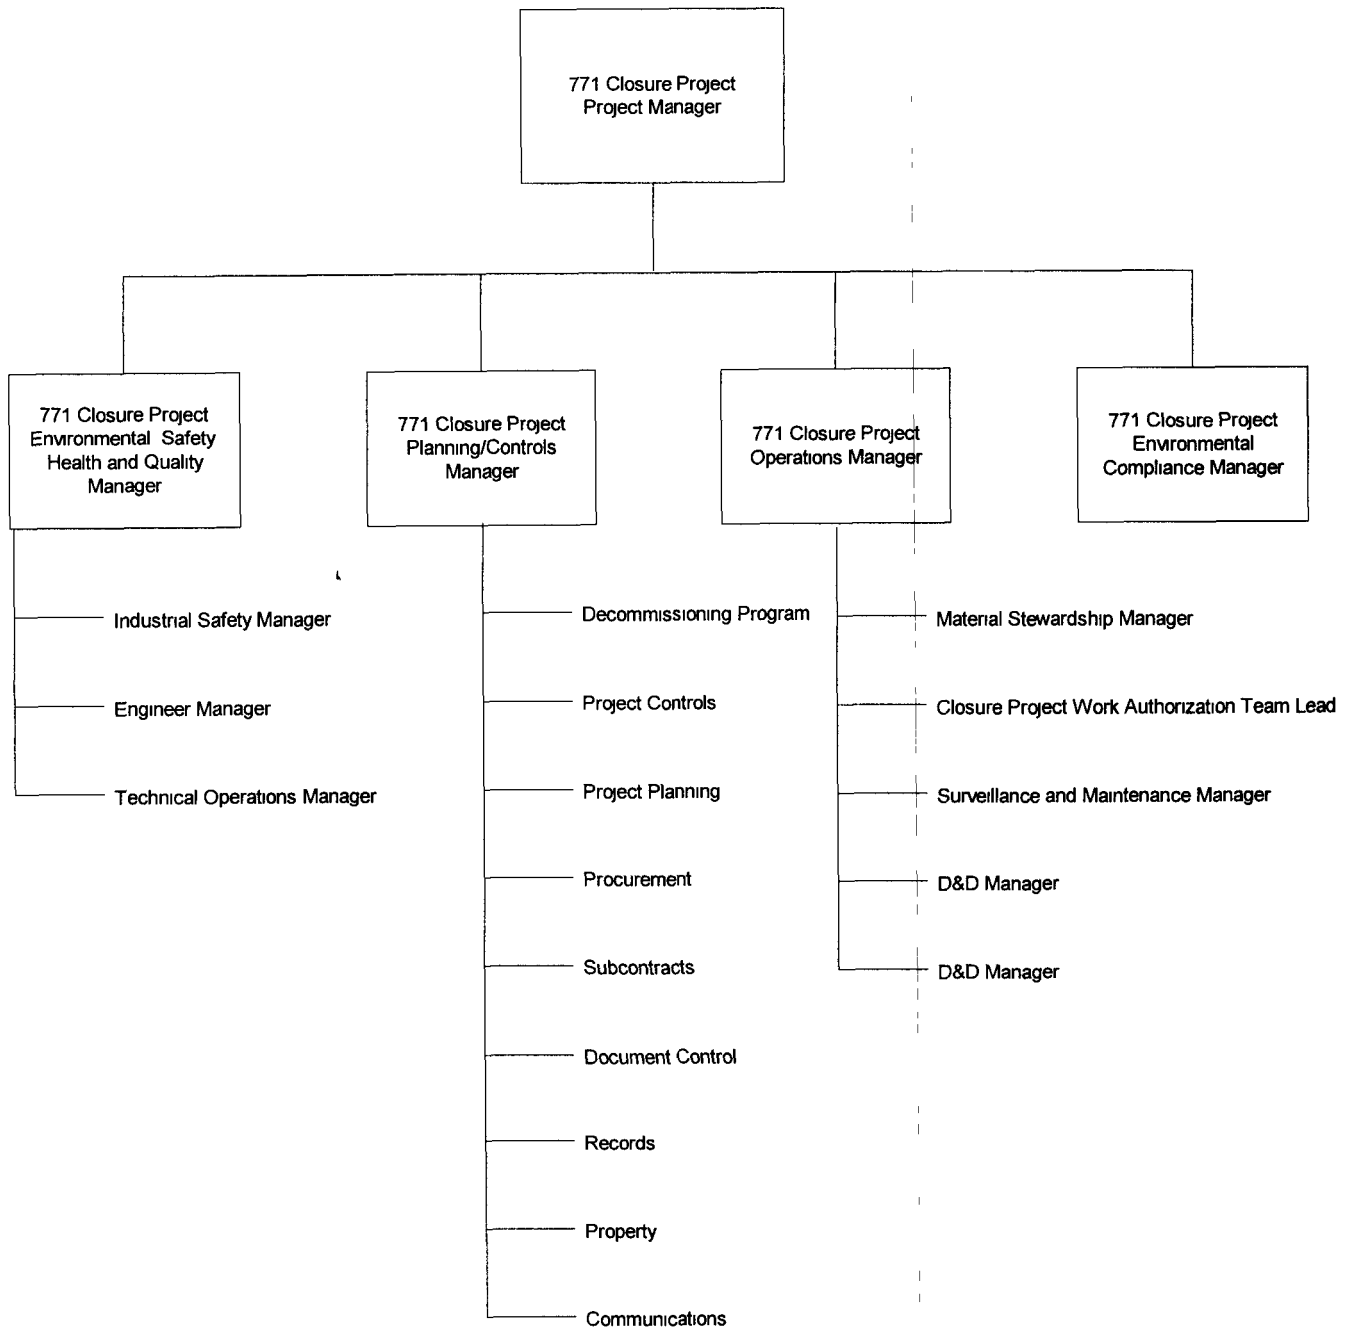 771 Closure Project
Project Manager
771 Closure Project
Environmental Safety
Health and Quality
Manager
771 Closure Project
Planning/Controls
Manager
771 Closure Project
Operations Manager
771 Closure Project
Environmental
Compliance Manager
Industrial Safety Manager
Engineer Manager
Technical Operations Manager
Decommissioning Program
Project Controls
Project Planning
Procurement
Subcontracts
Document Control
Records
Property
Communications
Material Stewardship Manager
Closure Project Work Authorization Team Lead
Surveillance and Maintenance Manager
D&D Manager
D&D Manager